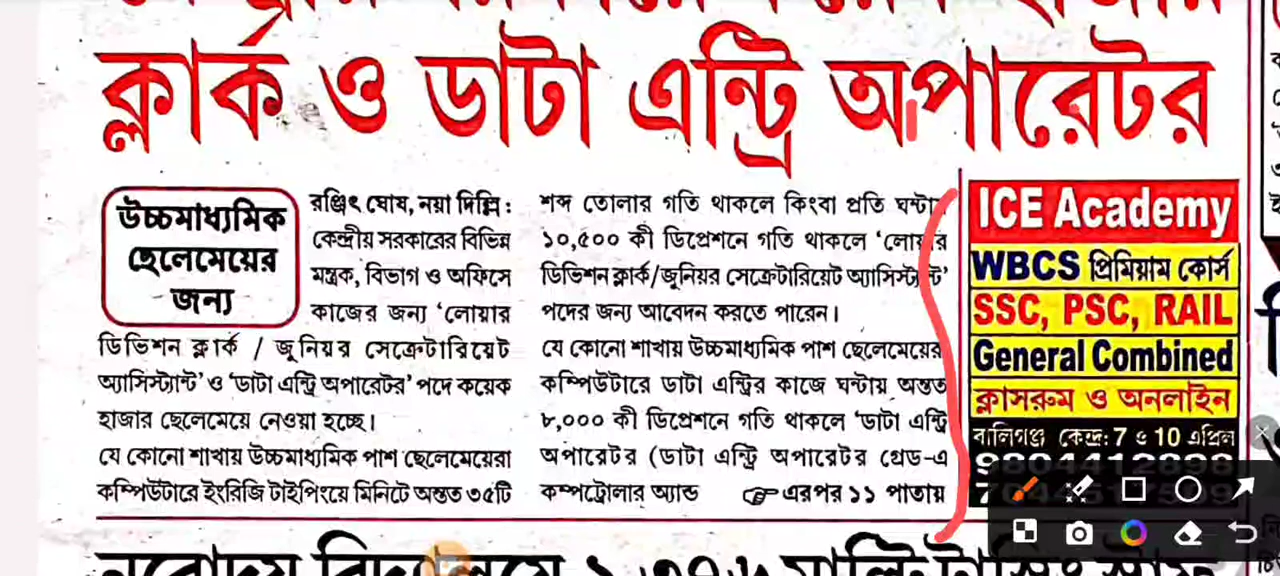 ক্লার্ক ও ডাটা এন্ট্রি অপারেটর
উচ্চমাধ্যমিক
ছেলেমেয়ের
জন্য
রঞ্জিৎ ঘোষ, নয়া দিল্লি :
কেন্দ্রীয় সরকারের বিভিন্ন
মন্ত্রক, বিভাগ ও অফিসে
কাজের জন্য ‘লোয়ার
ডিভিশন ক্লার্ক / জুনিয়র সেক্রেটারিয়েট
অ্যাসিস্ট্যান্ট’ ও ‘ডাটা এন্ট্রি অপারেটর’ পদে কয়েক
হাজার ছেলেমেয়ে নেওয়া হচ্ছে।
যে কোনো শাখায় উচ্চমাধ্যমিক পাশ ছেলেমেয়েরা
কম্পিউটারে ইংরিজি টাইপিংয়ে মিনিটে অন্তত ৩৫টি
শব্দ তোলার গতি থাকলে কিংবা প্রতি ঘণ্টায়
১০,৫০০ কী ডিপ্রেশনে গতি থাকলে ‘লোয়ার
ডিভিশন ক্লার্ক/জুনিয়র সেক্রেটারিয়েট অ্যাসিস্ট্যান্ট’
পদের জন্য আবেদন করতে পারেন।
যে কোনো শাখায় উচ্চমাধ্যমিক পাশ ছেলেমেয়েরা
কম্পিউটারে ডাটা এন্ট্রির কাজে ঘন্টায় অন্তত
৮,০০০ কী ডিপ্রেশনে গতি থাকলে ‘ডাটা এন্ট্রি
অপারেটর (ডাটা এন্ট্রি অপারেটর গ্রেড-এ
কম্পট্রোলার অ্যান্ড ☞ এরপর ১১ পাতায়
ICE Academy
WBCS প্রিমিয়াম কোর্স
SSC, PSC, RAIL
General Combined
ক্লাসরুম ও অনলাইন
বালিগঞ্জ কেন্দ্র: 7 ও 10 এপ্রিল